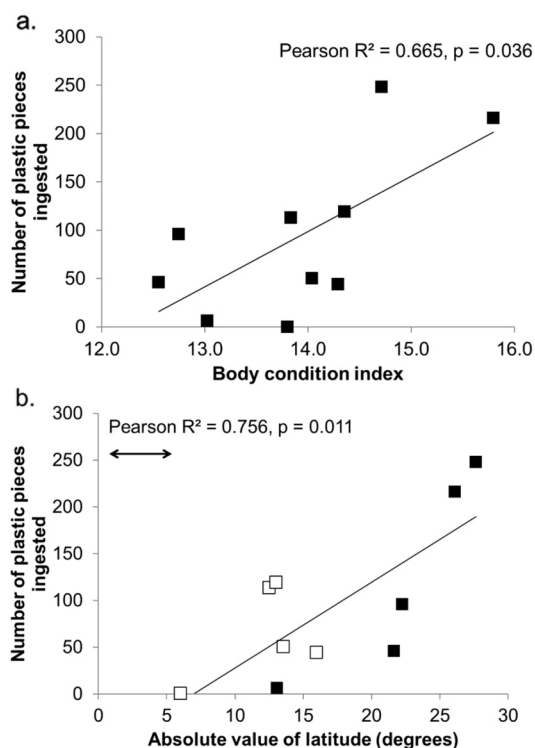 a.
Pearson R² = 0.665, p = 0.036
Number of plastic pieces
ingested
300
250
200
150
100
50
0
12.0 13.0 14.0 15.0 16.0
Body condition index
b.
Pearson R² = 0.756, p = 0.011
Number of plastic pieces
ingested
300
250
200
150
100
50
0
0 5 10 15 20 25 30
Absolute value of latitude (degrees)